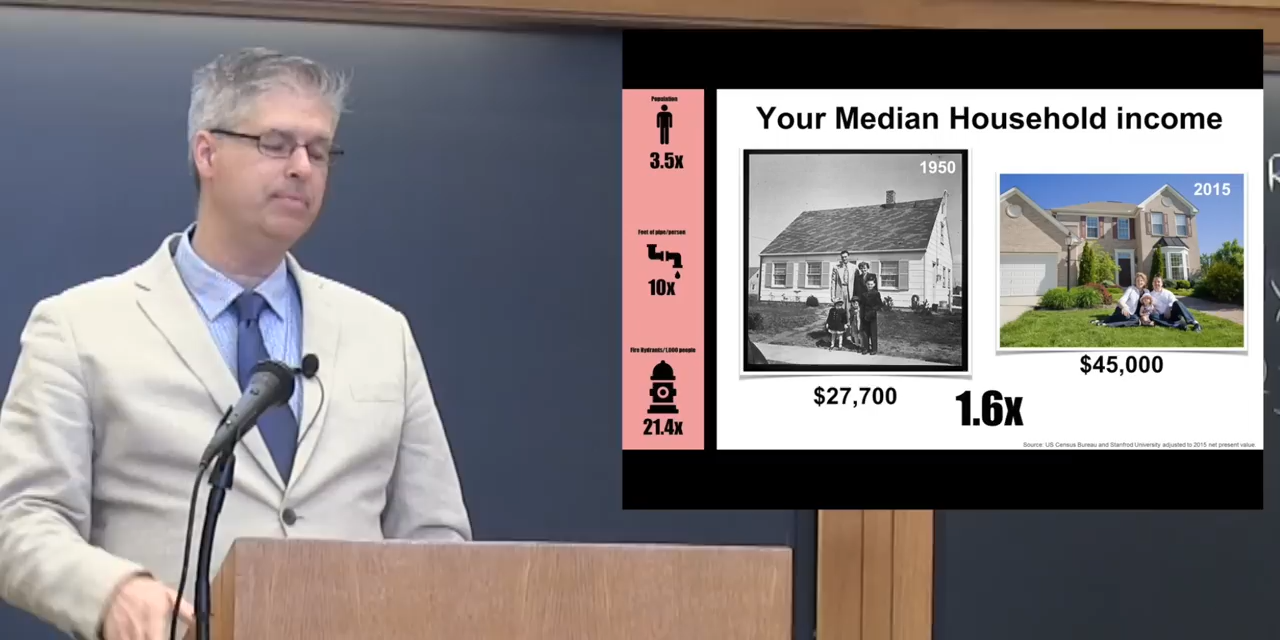 Population
3.5x
Feet of pipe/person
10x
Fire Hydrants/1,000 people
21.4x
Your Median Household income
1950
2015
$27,700
$45,000
1.6x
Source: US Census Bureau and Stanfrod University adjusted to 2015 net present value.